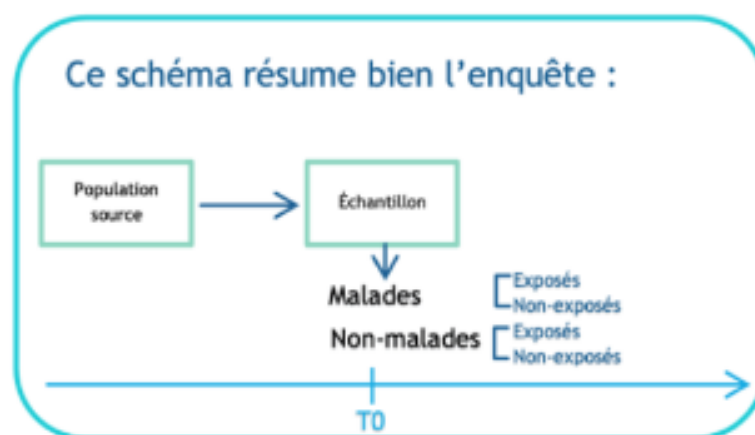 Ce schéma résume bien l'enquête :
Population
source
Échantillon
Malades
Exposés
Non-exposés
Non-malades
Exposés
Non-exposés
T0